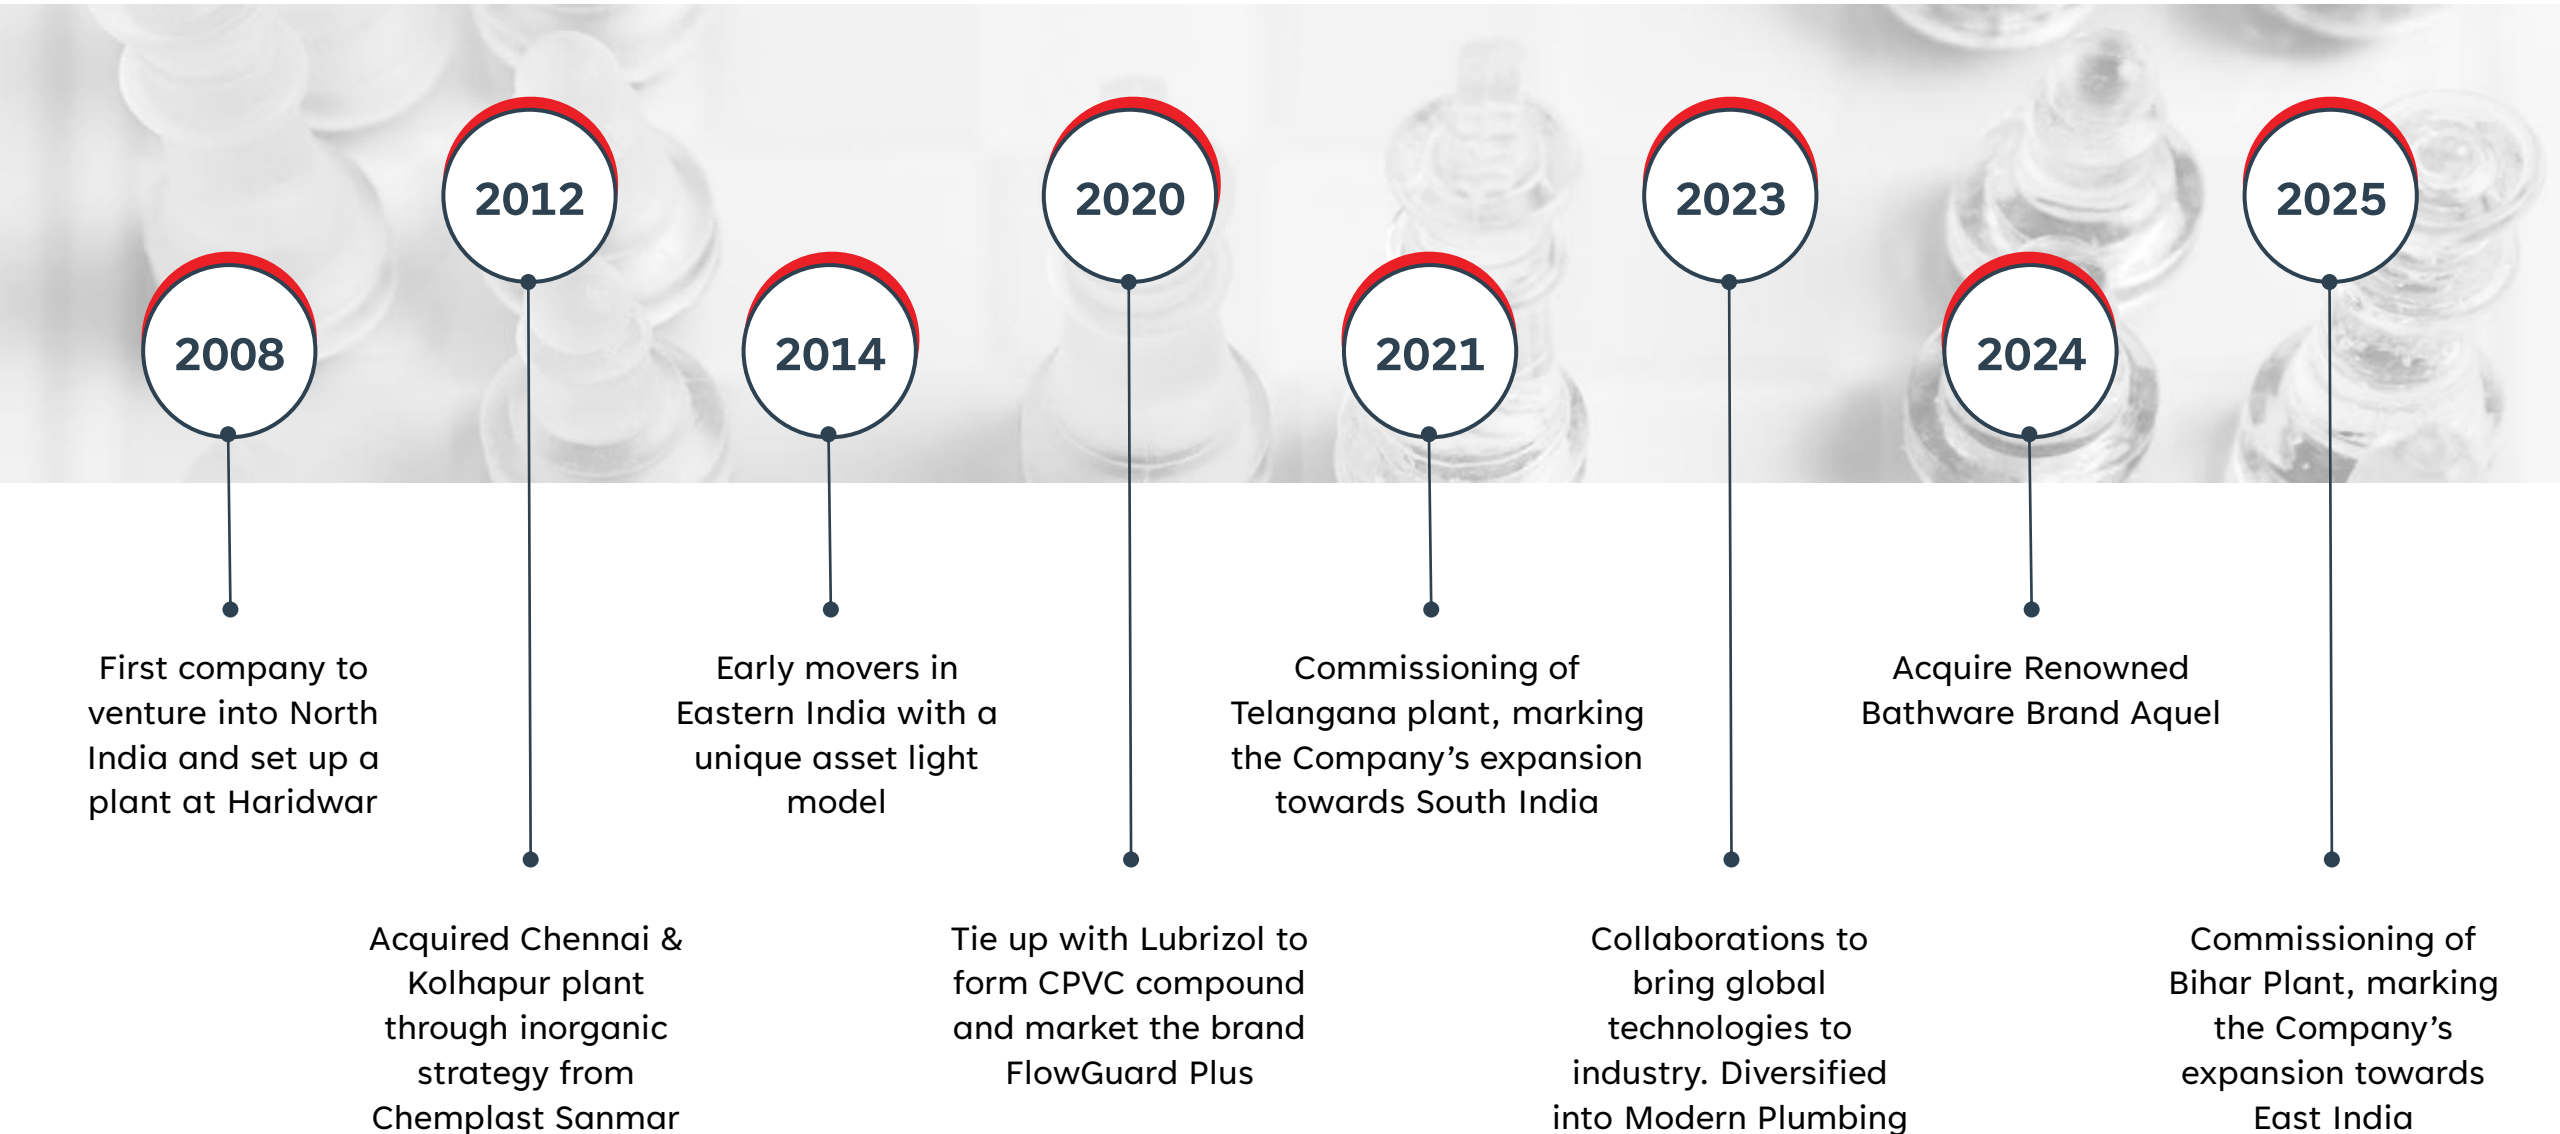 2008
First company to
venture into North
India and set up a
plant at Haridwar
2012
Acquired Chennai &
Kolhapur plant
through inorganic
strategy from
Chemplast Sanmar
2014
Early movers in
Eastern India with a
unique asset light
model
2020
Tie up with Lubrizol to
form CPVC compound
and market the brand
FlowGuard Plus
2021
Commissioning of
Telangana plant, marking
the Company’s expansion
towards South India
2023
Collaborations to
bring global
technologies to
industry. Diversified
into Modern Plumbing
2024
Acquire Renowned
Bathware Brand Aquel
2025
Commissioning of
Bihar Plant, marking
the Company’s
expansion towards
East India